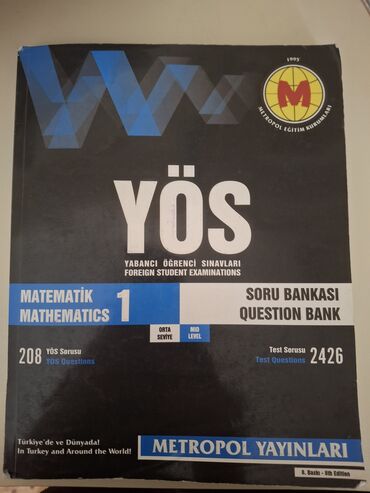 1995
METROPOL EĞİTİM KURUMLARI
M
YÖS
YABANCI ÖĞRENCİ SINAVLARI
FOREIGN STUDENT EXAMINATIONS
MATEMATİK
MATHEMATICS 1
SORU BANKASI
QUESTION BANK
ORTA SEVİYE
MID LEVEL
208 YÖS Sorusu
YÖS Questions
Test Sorusu
Test Questions 2426
Türkiye'de ve Dünyada!
In Turkey and Around the World!
METROPOL YAYINLARI
8. Baskı - 8th Edition